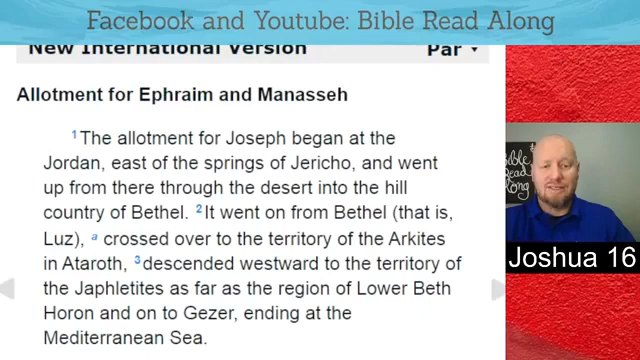 Facebook and Youtube: Bible Read Along
New International Version
Par
Allotment for Ephraim and Manasseh
1 The allotment for Joseph began at the
Jordan, east of the springs of Jericho, and went
up from there through the desert into the hill
country of Bethel. 2 It went on from Bethel (that is,
Luz), a crossed over to the territory of the Arkites
in Ataroth, 3 descended westward to the territory of
the Japhletites as far as the region of Lower Beth
Horon and on to Gezer, ending at the
Mediterranean Sea.
Bible
Read
Along
Joshua 16